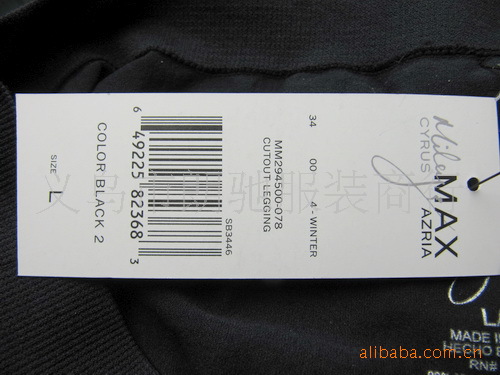 Miley
CYRUS
MAX
AZRIA
34 00 4-WINTER
MM294500-078
CUTOUT LEGGING
SB3446
6 49225 82368 3
COLOR BLACK 2
SIZE L
MADE I
HECHO E
RN#
alibaba.com.cn